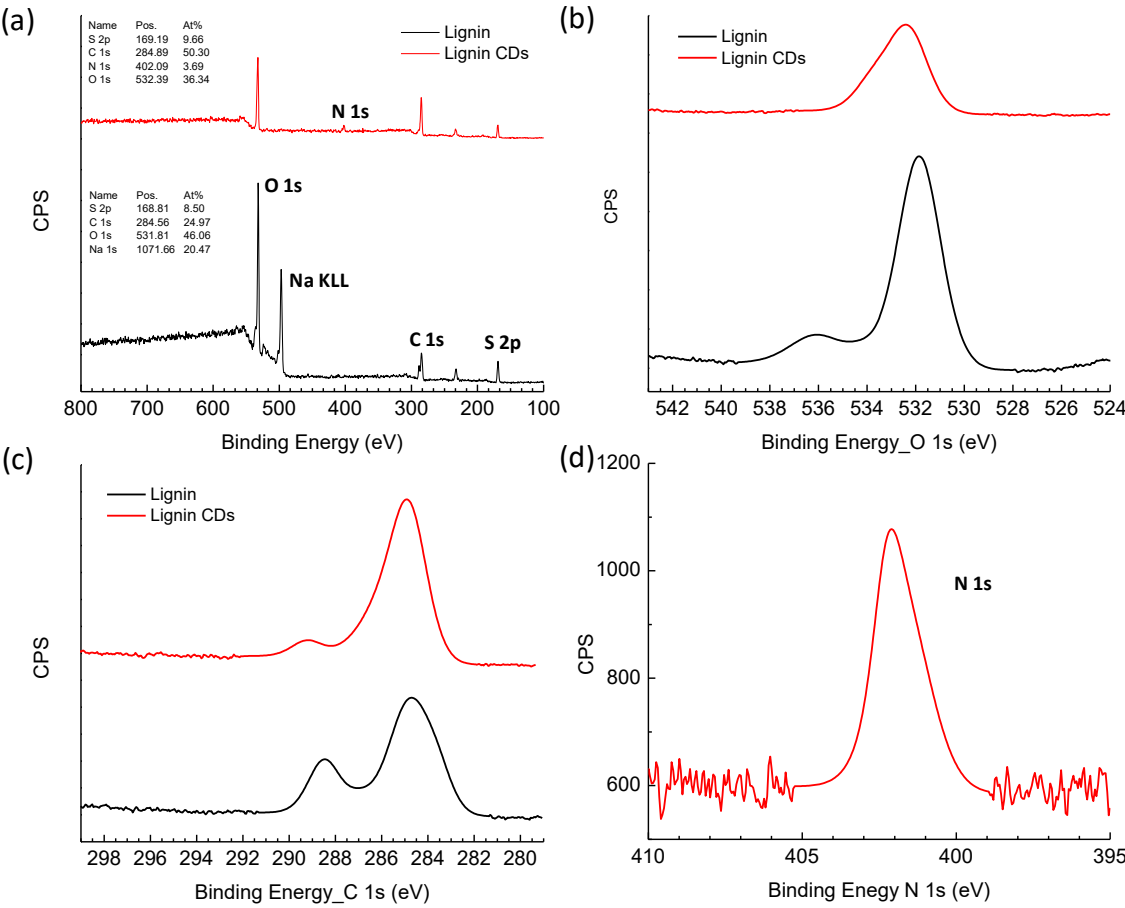 (a)
Name Pos. At%
S 2p 169.19 9.66
C 1s 284.89 50.30
N 1s 402.09 3.69
O 1s 532.39 36.34
Lignin
Lignin CDs
N 1s
Name Pos. At%
S 2p 168.81 8.50
C 1s 284.56 24.97
O 1s 531.81 46.06
Na 1s 1071.66 20.47
O 1s
Na KLL
C 1s
S 2p
CPS
800 700 600 500 400 300 200 100
Binding Energy (eV)
(b)
Lignin
Lignin CDs
CPS
542 540 538 536 534 532 530 528 526 524
Binding Energy_O 1s (eV)
(c)
Lignin
Lignin CDs
CPS
298 296 294 292 290 288 286 284 282 280
Binding Energy_C 1s (eV)
(d)
1200
1000
800
600
N 1s
CPS
410 405 400 395
Binding Enegy N 1s (eV)